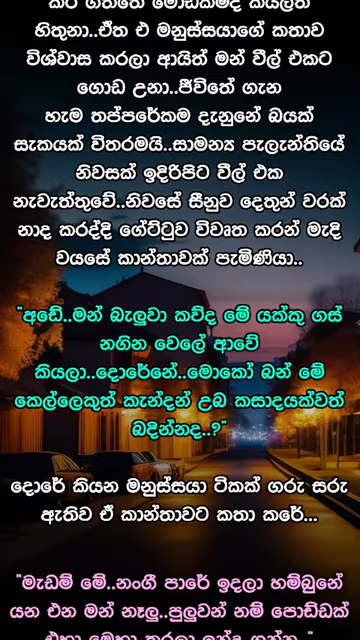 හිතුනා..ඒත එ මනුස්සයාගේ කතාව
විශ්වාස කරලා ආයිත් මන් වීල් එකට
ගොඩ උනා..ජීවිතේ ගැන
හැම තප්පරේකම දැනුනේ බයක්
සැකයක් විතරමයි..සාමන්‍ය පැලැන්තියේ
නිවසක් ඉදිරිපිට වීල් එක
නැවැත්තුවේ..නිවසේ සීනුව දෙතුන් වරක්
නාද කරද්දි ගේට්ටුව විවෘත කරන් මැදි
වයසේ කාන්තාවක් පැමිණියා..
"අඩේ..මන් බැලුවා කව්ද මේ යක්කු ගස්
නගින වෙලේ ආවේ
කියලා..දොරේනේ..මොකෝ බන් මේ
කෙල්ලෙකුත් කැන්දන් උබ කසාදයක්වත්
බදින්නද..?"
දොරේ කියන මනුස්සයා ටිකක් ගරු සරු
ඇතිව ඒ කාන්තාවට කතා කරේ...
"මැඩම් මේ..නංගී පාරේ ඉදලා හම්බුනේ
යන එන මන් නෑලු..පුලුවන් නම් පොඩ්ඩක්